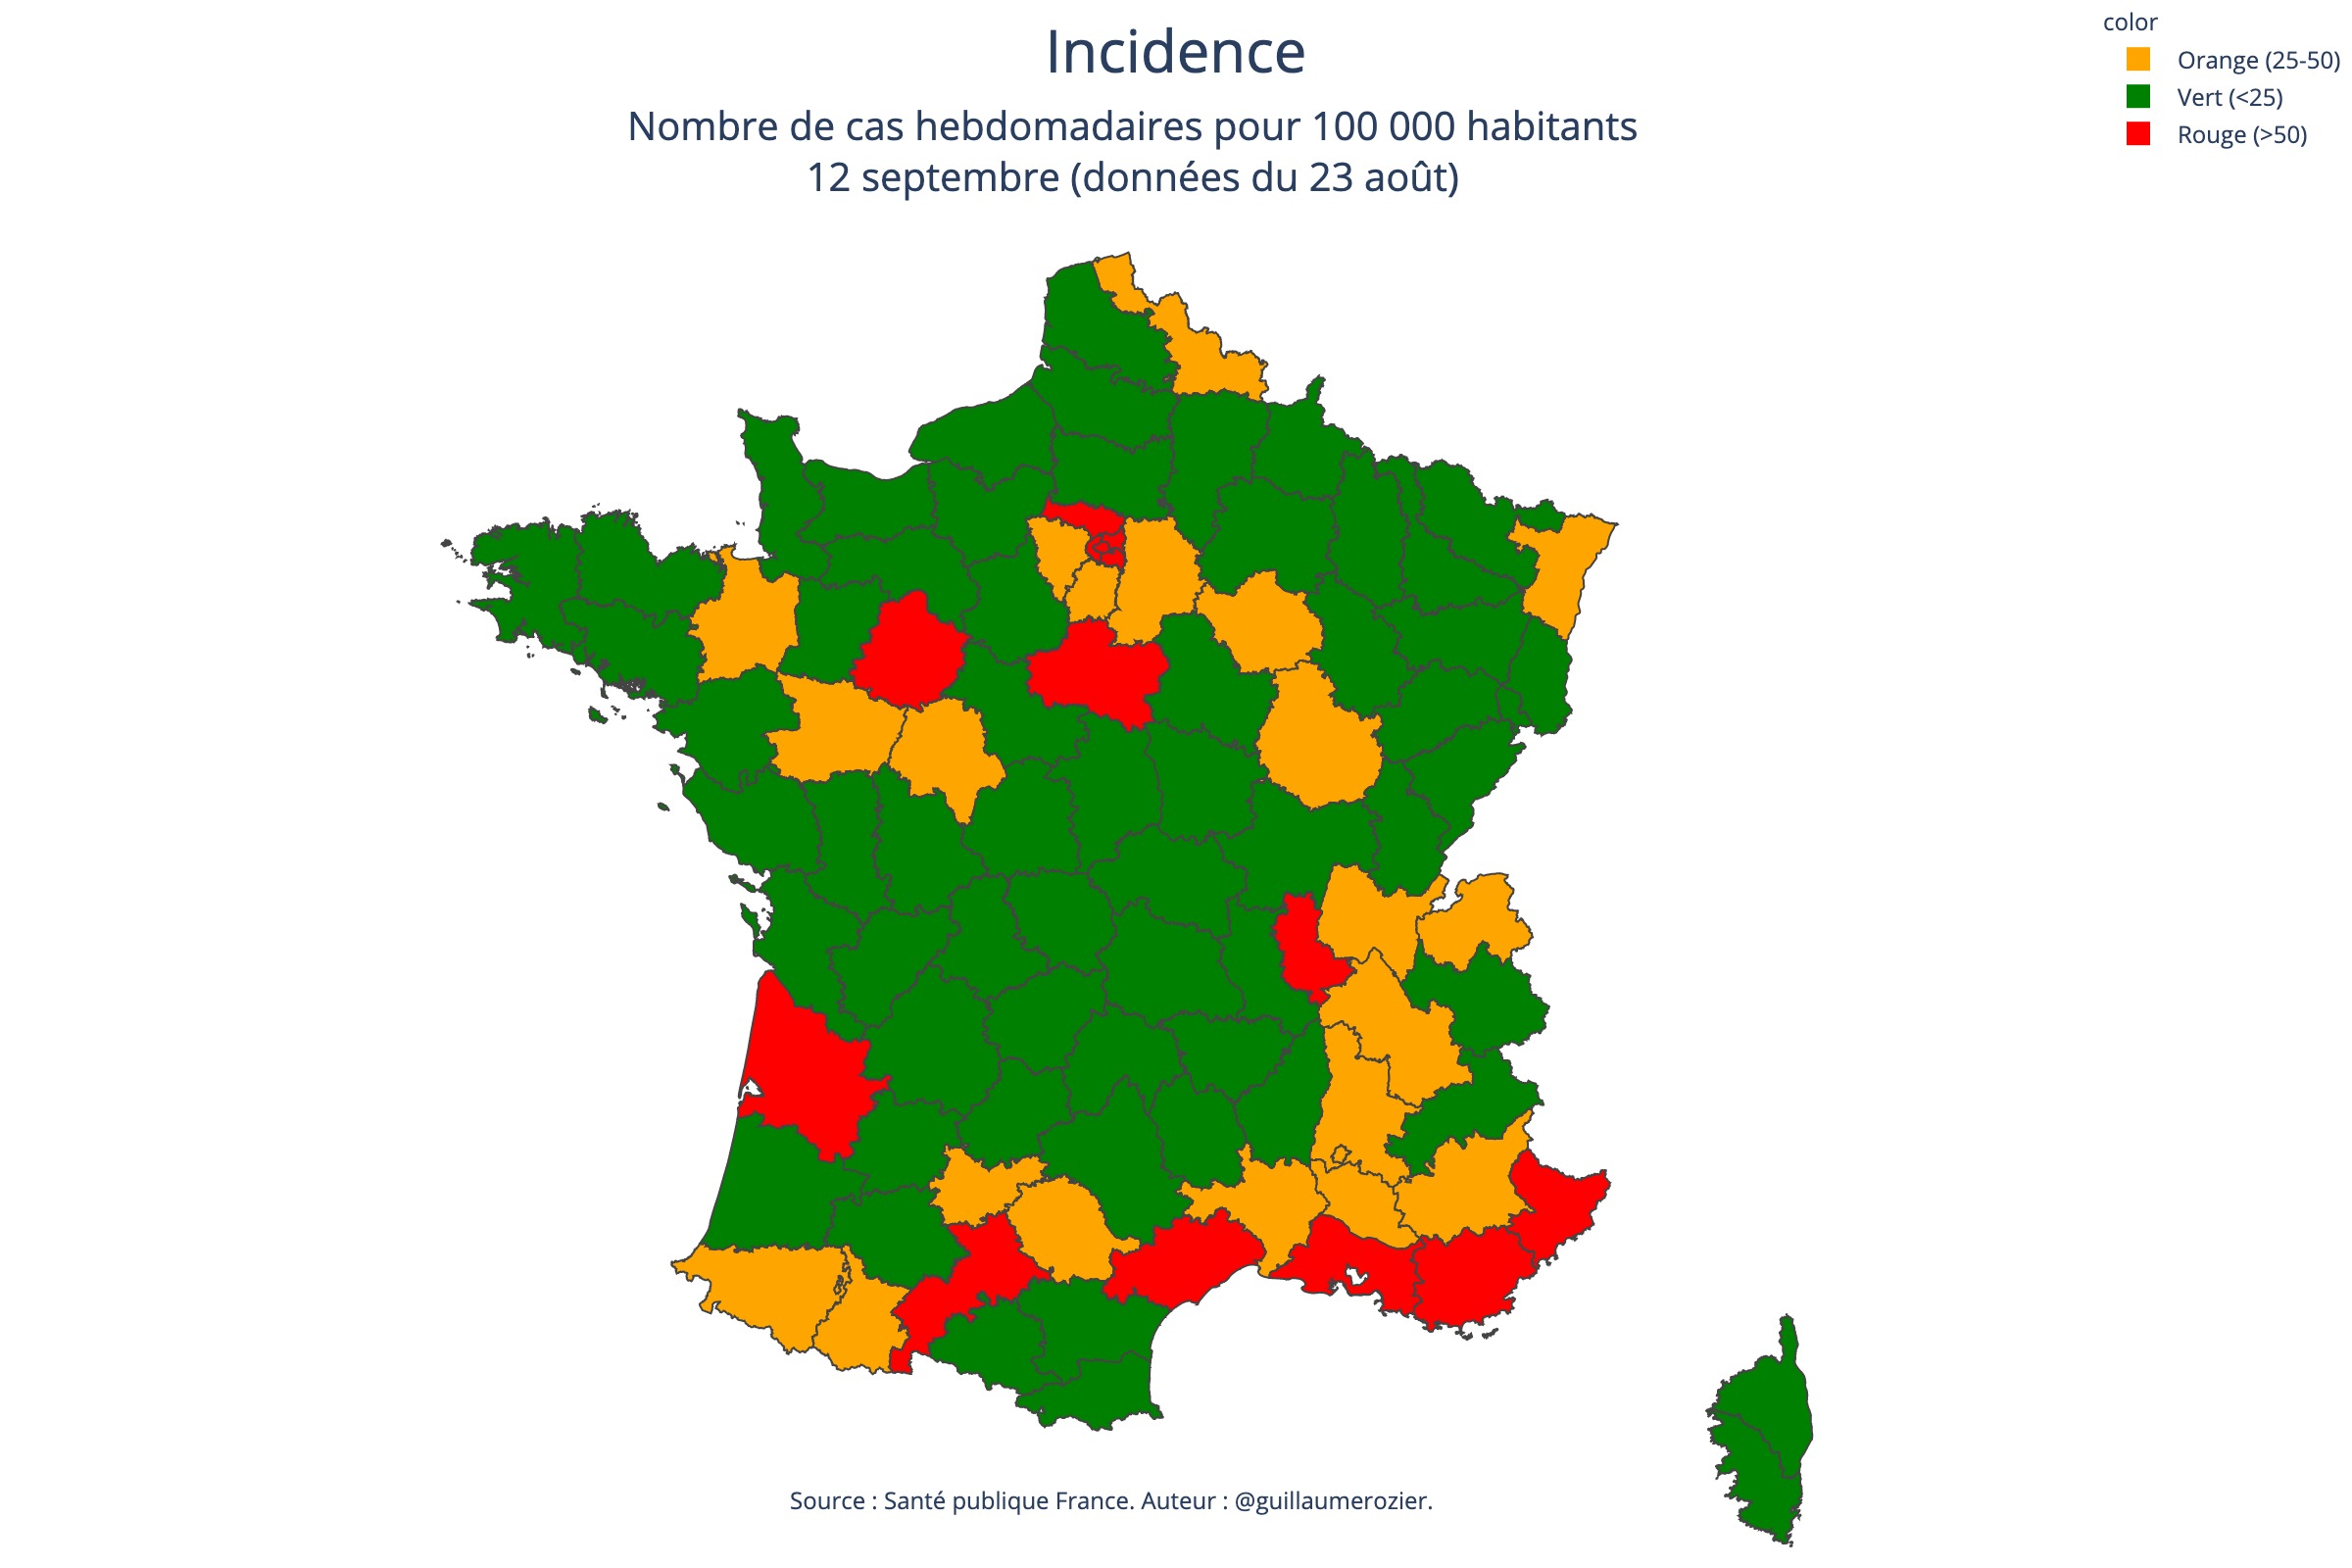 Incidence
Nombre de cas hebdomadaires pour 100 000 habitants
12 septembre (données du 23 août)
color
Orange (25-50)
Vert (<25)
Rouge (>50)
Source : Santé publique France. Auteur : @guillaumerozier.